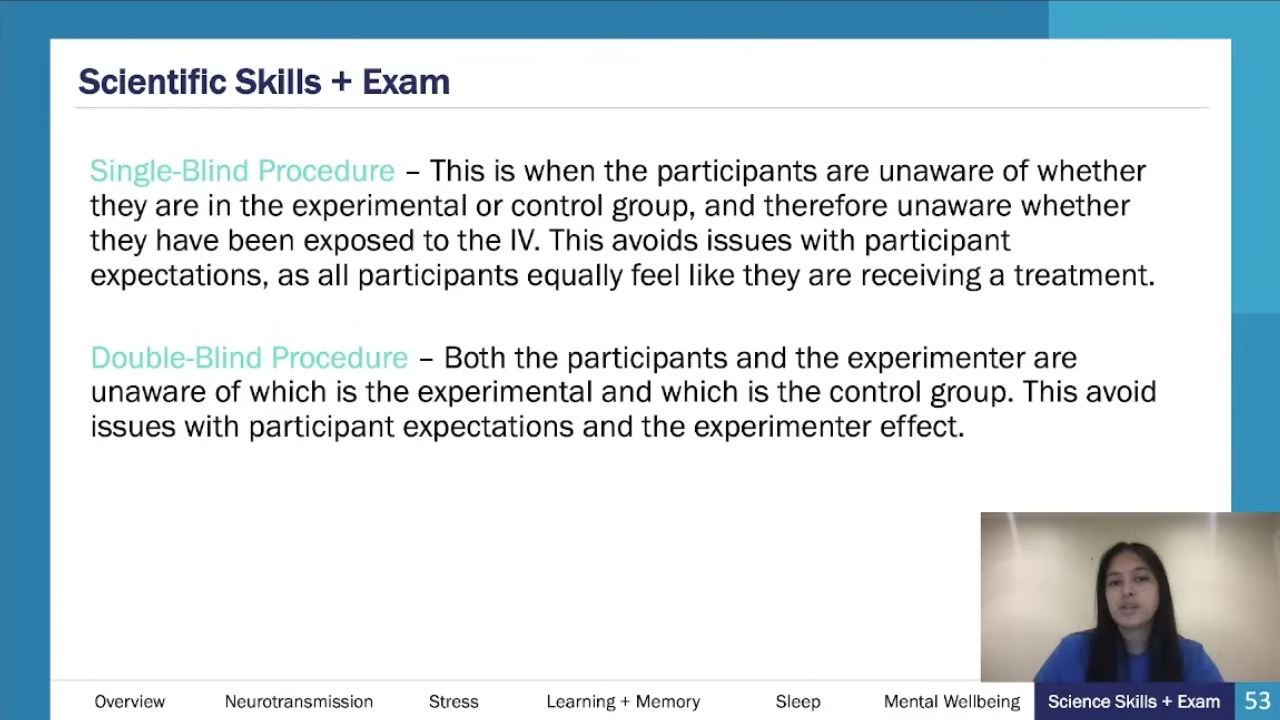 Scientific Skills + Exam
Single-Blind Procedure – This is when the participants are unaware of whether
they are in the experimental or control group, and therefore unaware whether
they have been exposed to the IV. This avoids issues with participant
expectations, as all participants equally feel like they are receiving a treatment.
Double-Blind Procedure – Both the participants and the experimenter are
unaware of which is the experimental and which is the control group. This avoid
issues with participant expectations and the experimenter effect.
Overview Neurotransmission Stress Learning + Memory Sleep Mental Wellbeing Science Skills + Exam 53